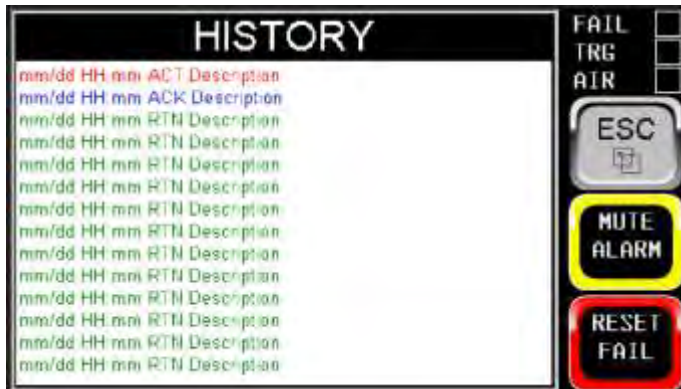 HISTORY
mm/dd HH:mm ACT Description
mm/dd HH:mm ACK Description
mm/dd HH:mm RTN Description
mm/dd HH:mm RTN Description
mm/dd HH:mm RTN Description
mm/dd HH:mm RTN Description
mm/dd HH:mm RTN Description
mm/dd HH:mm RTN Description
mm/dd HH:mm RTN Description
mm/dd HH:mm RTN Description
mm/dd HH:mm RTN Description
mm/dd HH:mm RTN Description
mm/dd HH:mm RTN Description
mm/dd HH:mm RTN Description
FAIL
TRG
AIR
ESC
MUTE
ALARM
RESET
FAIL